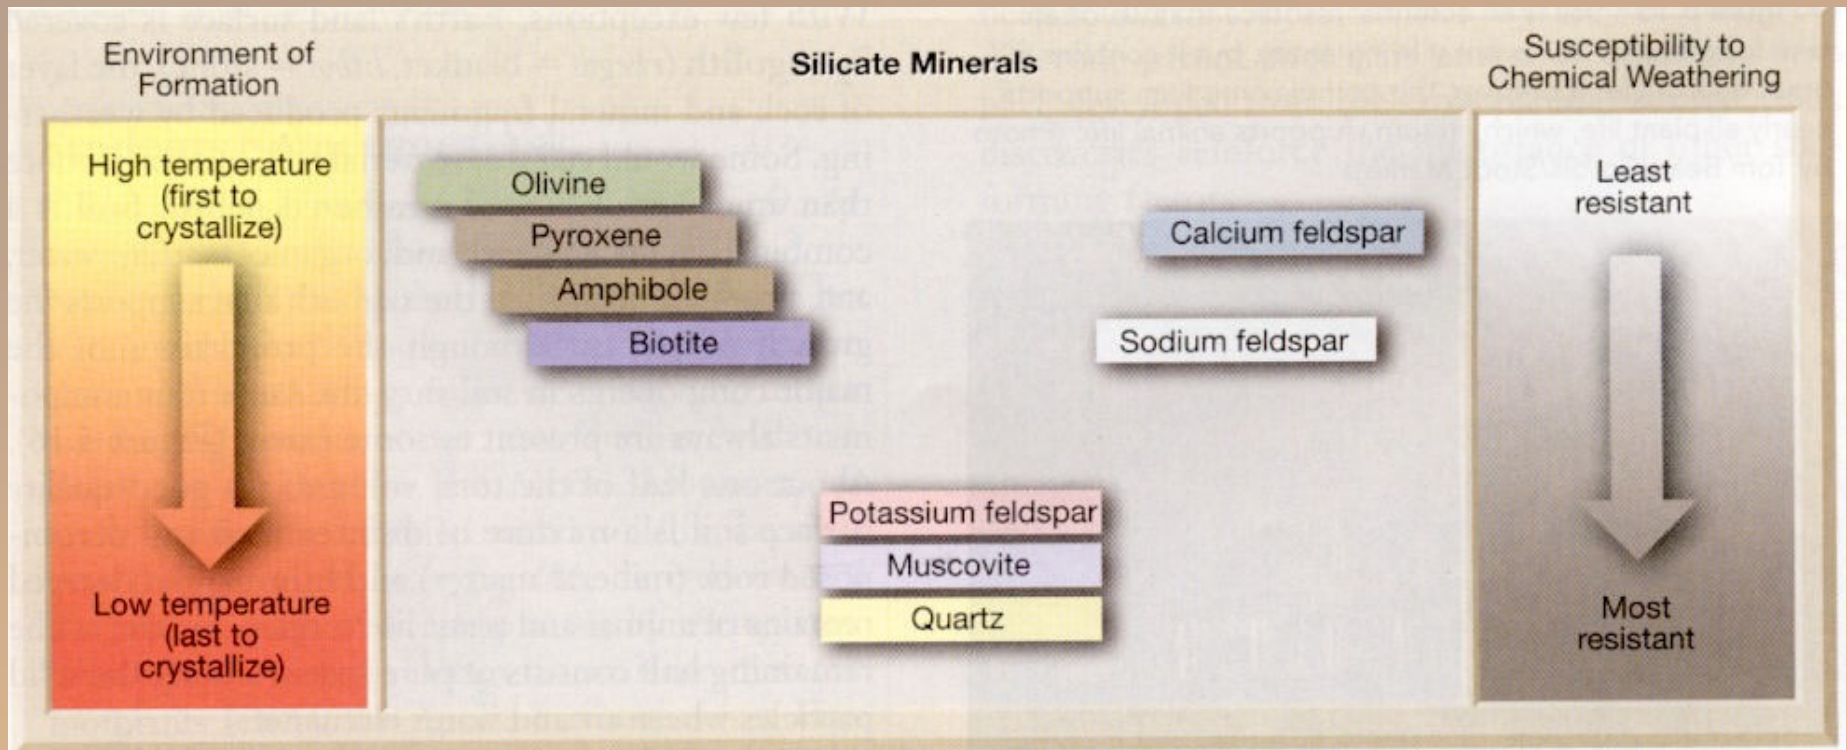 Environment of
Formation
Silicate Minerals
Susceptibility to
Chemical Weathering
High temperature
(first to
crystallize)
Low temperature
(last to
crystallize)
Olivine
Pyroxene
Amphibole
Biotite
Calcium feldspar
Sodium feldspar
Potassium feldspar
Muscovite
Quartz
Least
resistant
Most
resistant